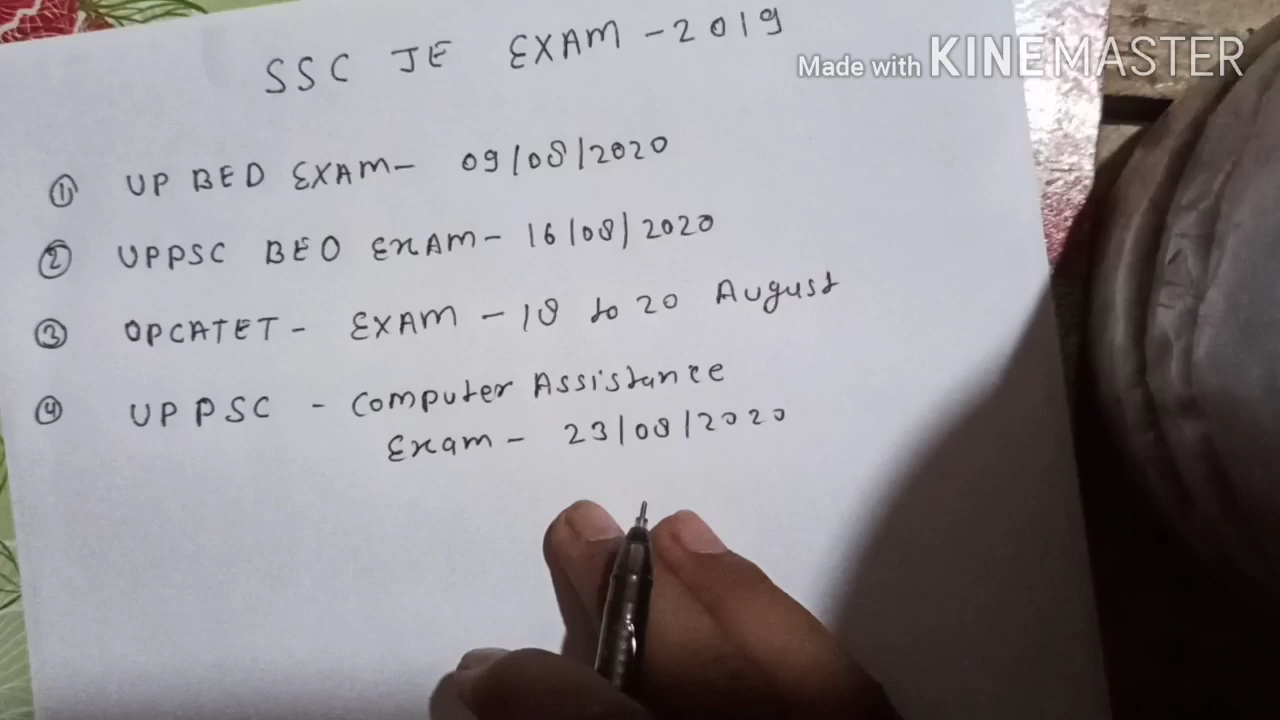 SSC JE EXAM - 2019
Made with KINEMASTER
① UP BED EXAM- 09/08/2020
② UPPSC BEO Exam- 16/08/2020
③ OPCATET- EXAM - 18 to 20 August
④ UPPSC - Computer Assistance
Exam- 23/08/2020